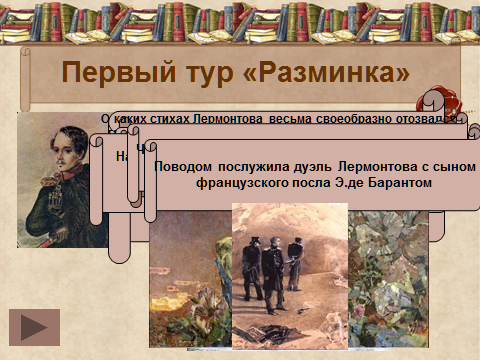 Первый тур «Разминка»
О каких стихах Лермонтова весьма своеобразно отозвался
На
Поводом послужила дуэль Лермонтова с сыном
французского посла Э.де Барантом